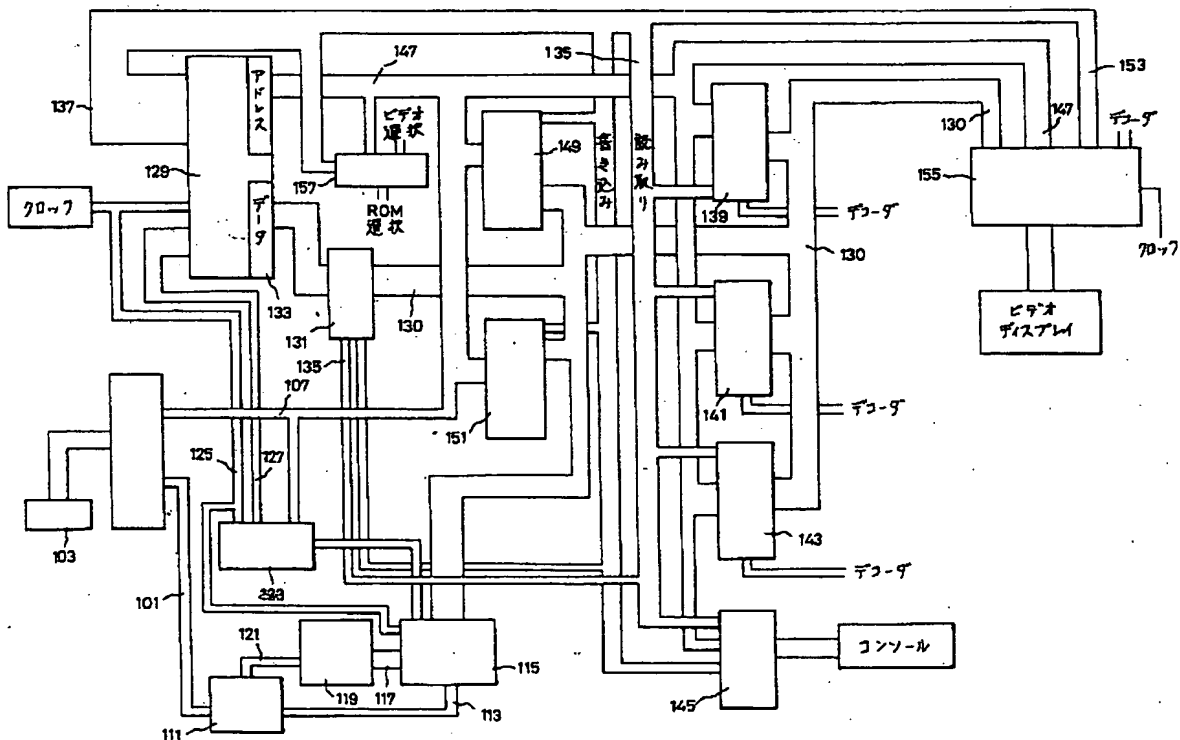 147
135
153
137
アドレス
ビデオ
選択
130
147
デコーダ
129
149
書き込み
読み取り
157
155
クロック
ROM
選択
139
デコーダ
データ
クロック
130
133
131
130
ビデオ
ディスプレイ
135
107
141
デコーダ
151
125
127
103
143
デコーダ
101
121
115
コンソール
119
117
113
145
111